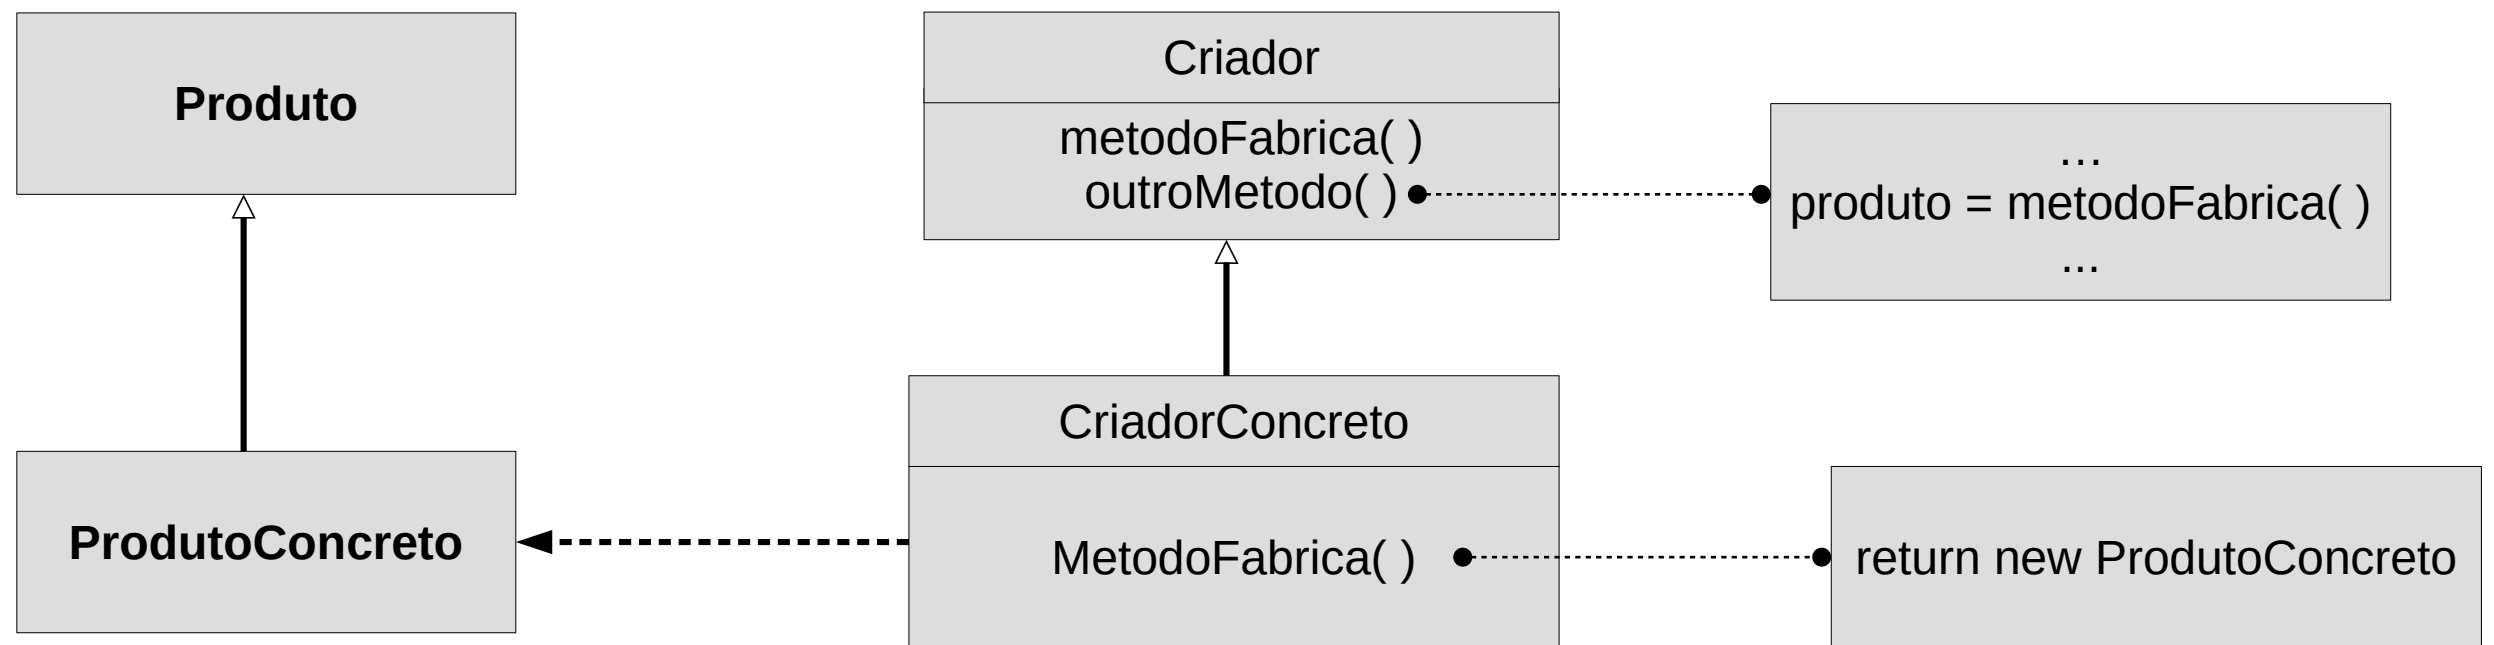 Produto
Criador
metodoFabrica( )
outroMetodo( )
...
produto = metodoFabrica( )
...
CriadorConcreto
ProdutoConcreto
MetodoFabrica( )
return new ProdutoConcreto